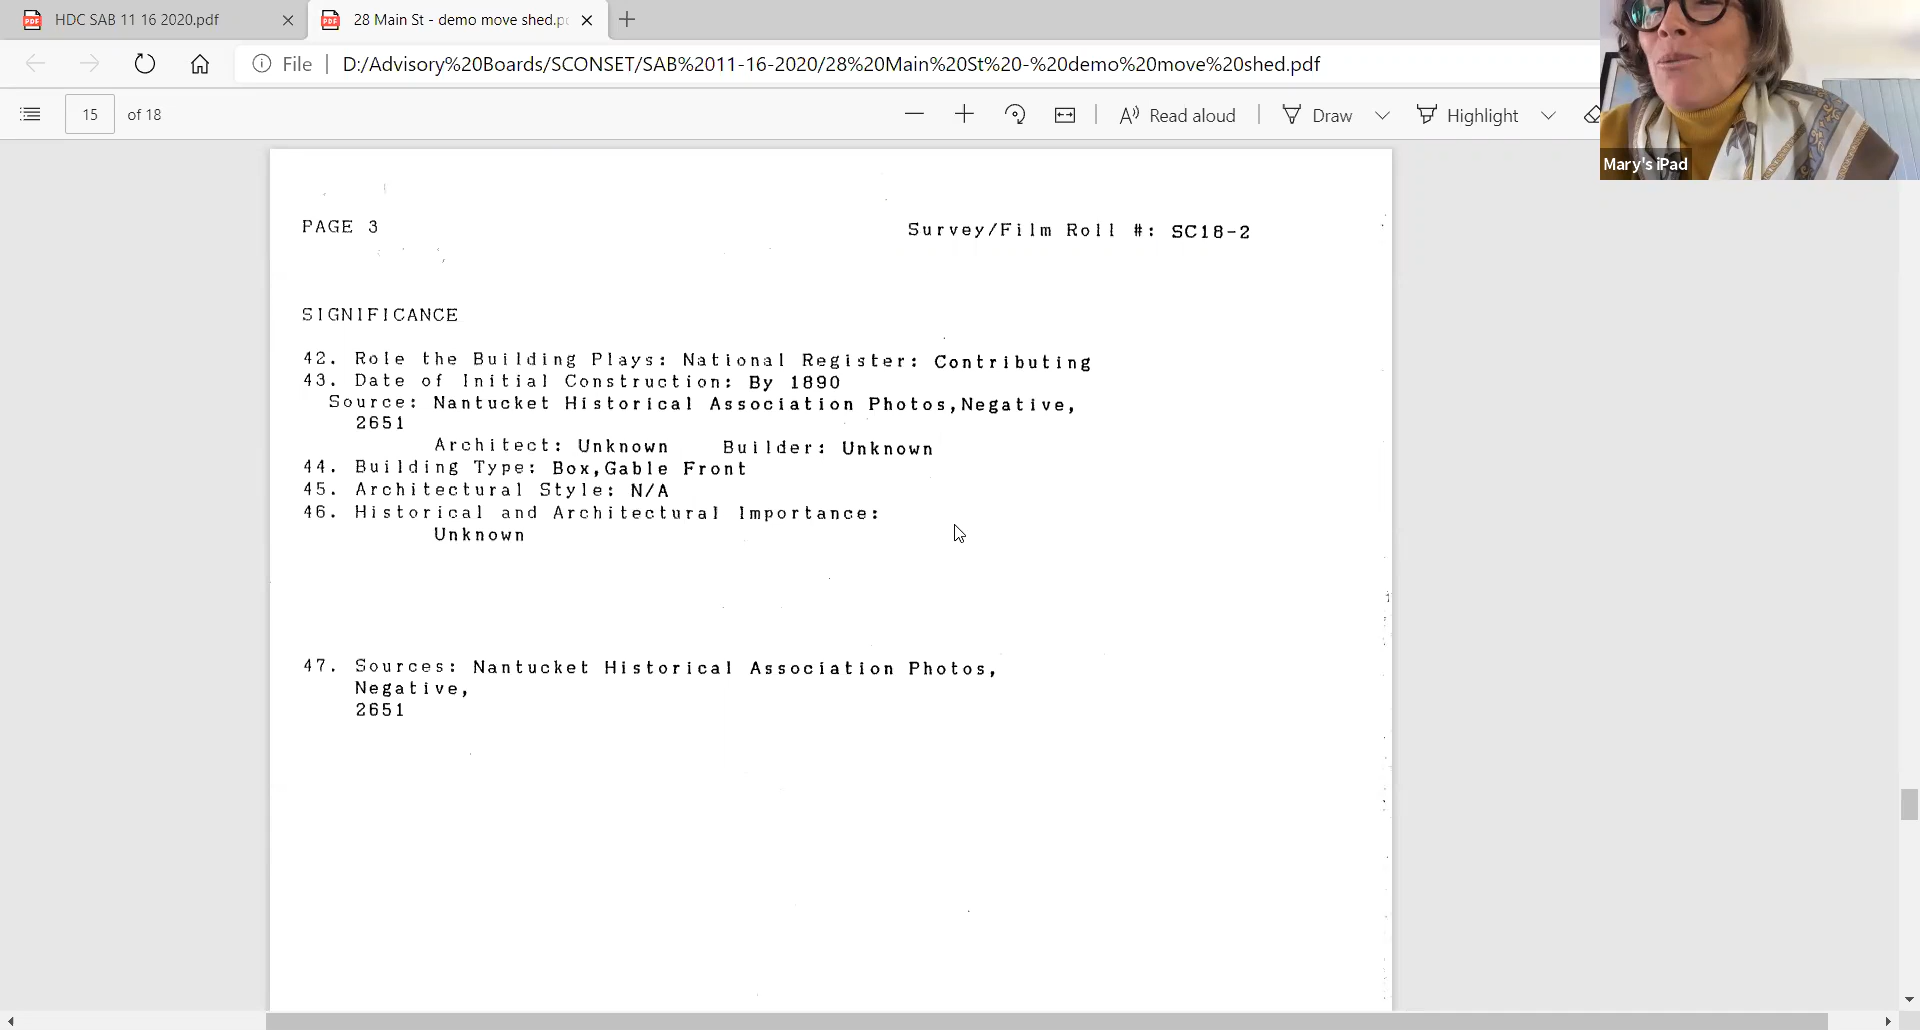 HDC SAB 11 16 2020.pdf
28 Main St - demo move shed.p
File
D:/Advisory%20Boards/SCONSET/SAB%2011-16-2020/28%20Main%20St%20-%20demo%20move%20shed.pdf
15 of 18
Read aloud
Draw
Highlight
Mary's iPad
PAGE 3
Survey/Film Roll #: SC18-2
SIGNIFICANCE
42. Role the Building Plays: National Register: Contributing
43. Date of Initial Construction: By 1890
Source: Nantucket Historical Association Photos,Negative,
2651
Architect: Unknown Builder: Unknown
44. Building Type: Box,Gable Front
45. Architectural Style: N/A
46. Historical and Architectural Importance:
Unknown
47. Sources: Nantucket Historical Association Photos,
Negative,
2651